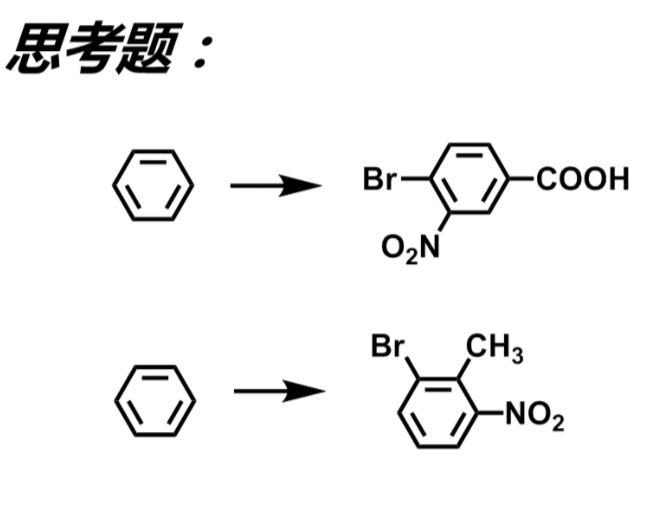 思考题：
Br COOH
O₂N
Br CH₃
NO₂